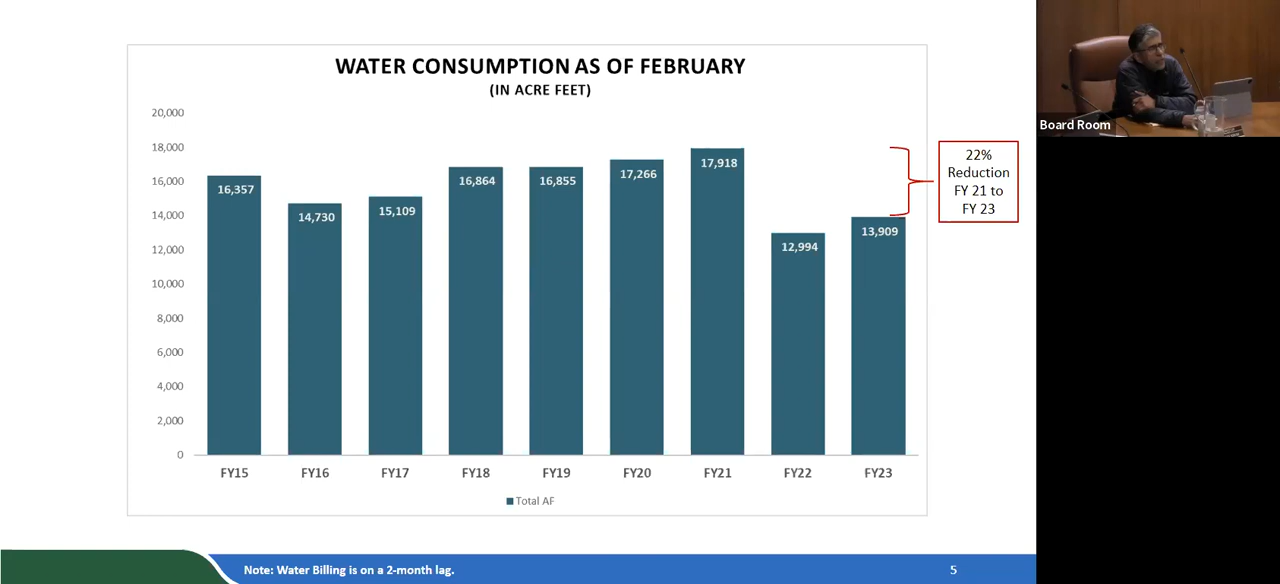 WATER CONSUMPTION AS OF FEBRUARY
(IN ACRE FEET)
20,000
18,000
16,000
14,000
12,000
10,000
8,000
6,000
4,000
2,000
0
16,357
14,730
15,109
16,864
16,855
17,266
17,918
12,994
13,909
FY15
FY16
FY17
FY18
FY19
FY20
FY21
FY22
FY23
Total AF
22%
Reduction
FY 21 to
FY 23
Board Room
Note: Water Billing is on a 2-month lag.
5